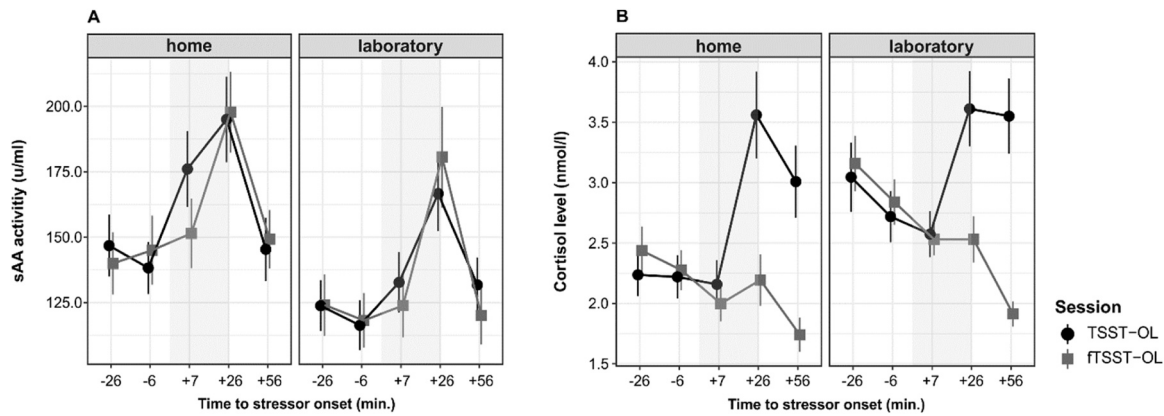 A
home
laboratory
sAA activitiy (u/ml)
200.0
175.0
150.0
125.0
-26
-6
+7
+26
+56
-26
-6
+7
+26
+56
Time to stressor onset (min.)
B
home
laboratory
Cortisol level (nmol/l)
4.0
3.5
3.0
2.5
2.0
1.5
-26
-6
+7
+26
+56
-26
-6
+7
+26
+56
Time to stressor onset (min.)
Session
TSST-OL
fTSST-OL